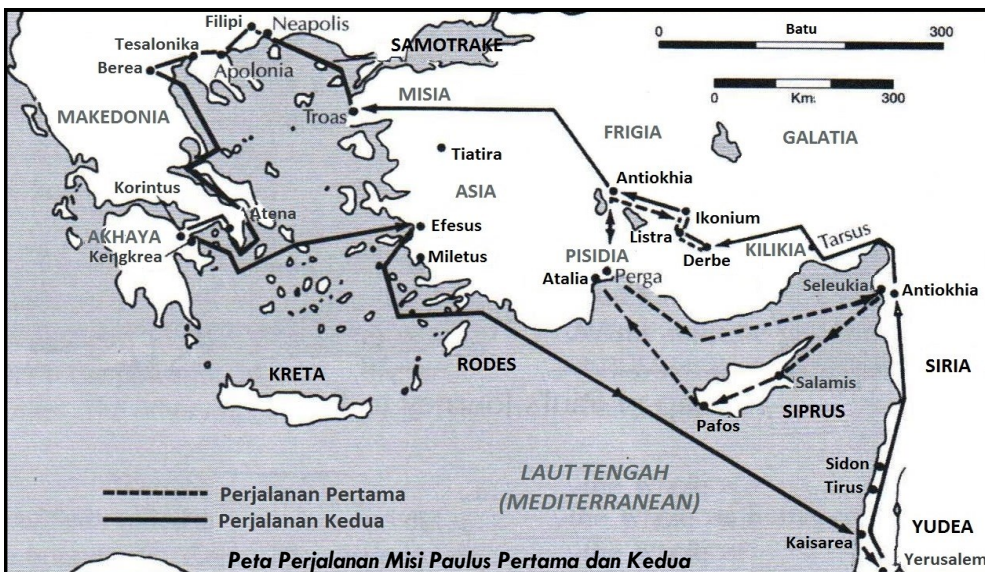 Filipi
Neapolis
Tesalonika
SAMOTRAKE
Batu
0 300
Berea
Apolonia
MISIA
0 Km. 300
MAKEDONIA
Troas
FRIGIA
GALATIA
Tiatira
Antiokhia
ASIA
Korintus
Atena
Ikonium
Efesus
Listra
Tarsus
AKHAYA
KILIKIA
Kengkrea
PISIDIA
Derbe
Miletus
Atalia
Perga
Seleukia
Antiokhia
KRETA
RODES
SIRIA
Salamis
SIPRUS
Pafos
LAUT TENGAH
(MEDITERRANEAN)
Sidon
Tirus
Perjalanan Pertama
Perjalanan Kedua
YUDEA
Kaisarea
Yerusalem
Peta Perjalanan Misi Paulus Pertama dan Kedua